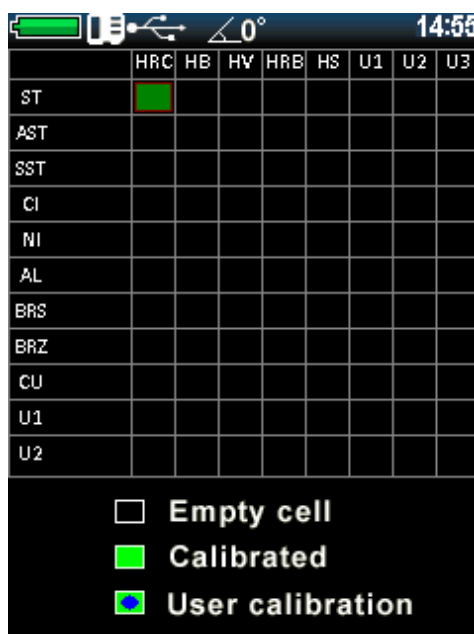 0° 14:55
HRC HB HV HRB HS U1 U2 U3
ST
AST
SST
CI
NI
AL
BRS
BRZ
CU
U1
U2
Empty cell
Calibrated
User calibration